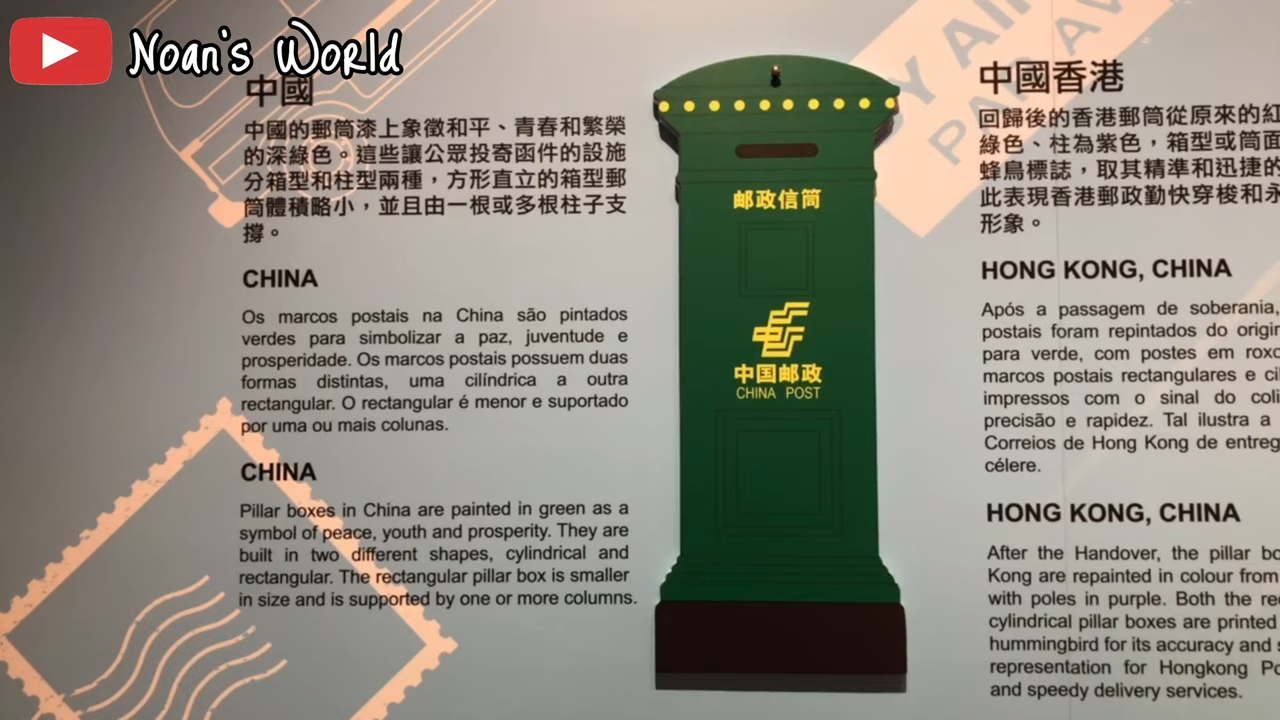 Noan's World
中國
中國的郵筒漆上象徵和平、青春和繁榮
的深綠色。這些讓公眾投寄函件的設施
分箱型和柱型兩種，方形直立的箱型郵
筒體積略小，並且由一根或多根柱子支
撐。
CHINA
Os marcos postais na China são pintados
verdes para simbolizar a paz, juventude e
prosperidade. Os marcos postais possuem duas
formas distintas, uma cilíndrica a outra
rectangular. O rectangular é menor e suportado
por uma ou mais colunas.
CHINA
Pillar boxes in China are painted in green as a
symbol of peace, youth and prosperity. They are
built in two different shapes, cylindrical and
rectangular. The rectangular pillar box is smaller
in size and is supported by one or more columns.
邮政信筒
中国邮政
CHINA POST
BY AIR
PAR AV
中國香港
回歸後的香港郵筒從原來的紅
綠色、柱為紫色，箱型或筒面
蜂鳥標誌，取其精準和迅捷的
此表現香港郵政勤快穿梭和永
形象。
HONG KONG, CHINA
Após a passagem de soberania,
postais foram repintados do origin
para verde, com postes em roxo
marcos postais rectangulares e cil
impressos com o sinal do coli
precisão e rapidez. Tal ilustra a
Correios de Hong Kong de entreg
célere.
HONG KONG, CHINA
After the Handover, the pillar bo
Kong are repainted in colour from
with poles in purple. Both the rec
cylindrical pillar boxes are printed
hummingbird for its accuracy and s
representation for Hongkong Po
and speedy delivery services.